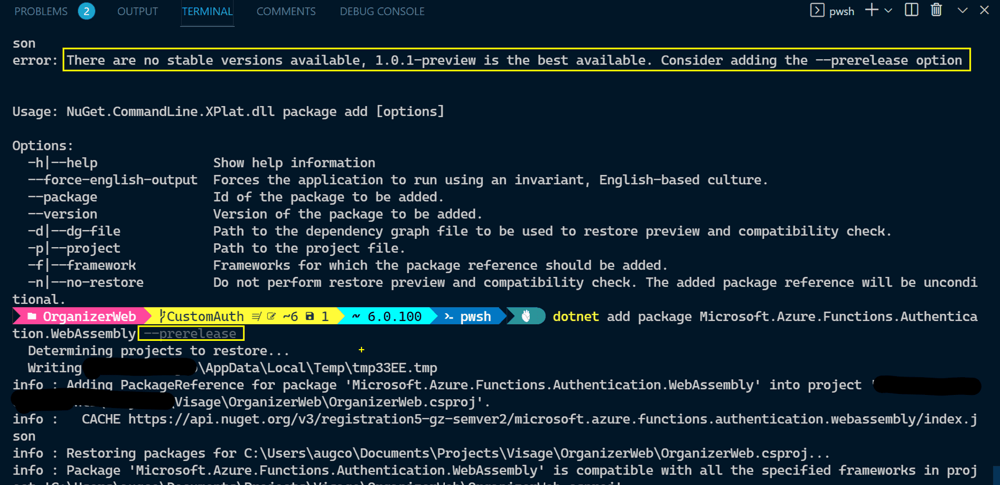 PROBLEMS 2 OUTPUT TERMINAL COMMENTS DEBUG CONSOLE pwsh
son
error: There are no stable versions available, 1.0.1-preview is the best available. Consider adding the --prerelease option
Usage: NuGet.CommandLine.XPlat.dll package add [options]
Options:
-h|--help Show help information
--force-english-output Forces the application to run using an invariant, English-based culture.
--package Id of the package to be added.
--version Version of the package to be added.
-d|--dg-file Path to the dependency graph file to be used to restore preview and compatibility check.
-p|--project Path to the project file.
-f|--framework Frameworks for which the package reference should be added.
-n|--no-restore Do not perform restore preview and compatibility check. The added package reference will be uncondi
tional.
OrganizerWeb CustomAuth ~6 1 ~ 6.0.100 pwsh dotnet add package Microsoft.Azure.Functions.Authentica
tion.WebAssembly --prerelease
Determining projects to restore...
Writing \AppData\Local\Temp\tmp33EE.tmp
info : Adding PackageReference for package 'Microsoft.Azure.Functions.Authentication.WebAssembly' into project '
\Visage\OrganizerWeb\OrganizerWeb.csproj'.
info : CACHE https://api.nuget.org/v3/registration5-gz-semver2/microsoft.azure.functions.authentication.webassembly/index.j
son
info : Restoring packages for C:\Users\augco\Documents\Projects\Visage\OrganizerWeb\OrganizerWeb.csproj...
info : Package 'Microsoft.Azure.Functions.Authentication.WebAssembly' is compatible with all the specified frameworks in proj
ect 'C:\Users\augco\Documents\Projects\Visage\OrganizerWeb\OrganizerWeb.csproj'